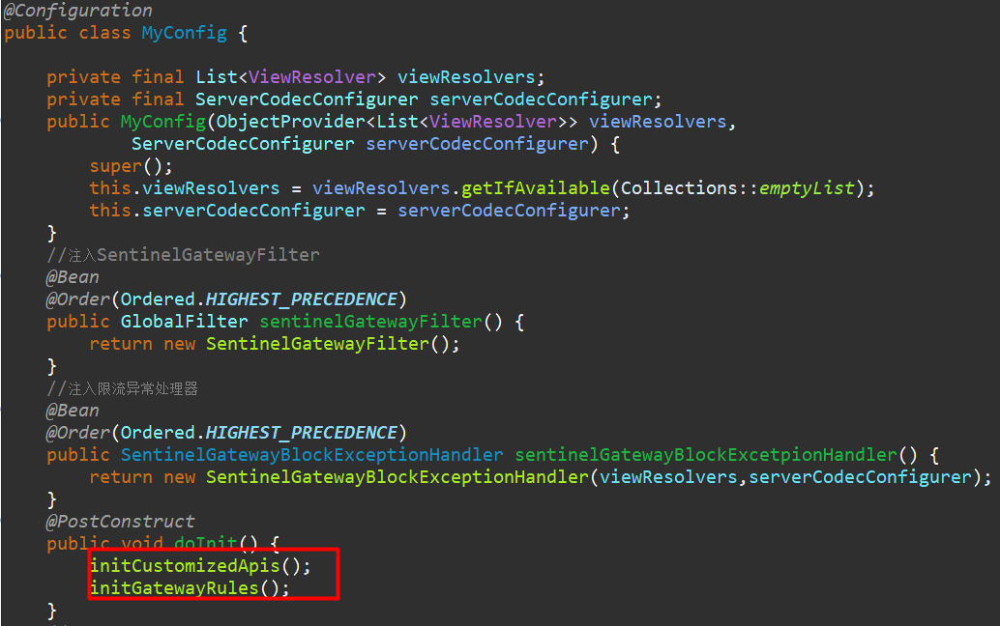 @Configuration
public class MyConfig {
private final List<ViewResolver> viewResolvers;
private final ServerCodecConfigurer serverCodecConfigurer;
public MyConfig(ObjectProvider<List<ViewResolver>> viewResolvers,
ServerCodecConfigurer serverCodecConfigurer) {
super();
this.viewResolvers = viewResolvers.getIfAvailable(Collections::emptyList);
this.serverCodecConfigurer = serverCodecConfigurer;
}
//注入SentinelGatewayFilter
@Bean
@Order(Ordered.HIGHEST_PRECEDENCE)
public GlobalFilter sentinelGatewayFilter() {
return new SentinelGatewayFilter();
}
//注入限流异常处理器
@Bean
@Order(Ordered.HIGHEST_PRECEDENCE)
public SentinelGatewayBlockExceptionHandler sentinelGatewayBlockExcetpionHandler() {
return new SentinelGatewayBlockExceptionHandler(viewResolvers,serverCodecConfigurer);
}
@PostConstruct
public void doInit() {
initCustomizedApis();
initGatewayRules();
}